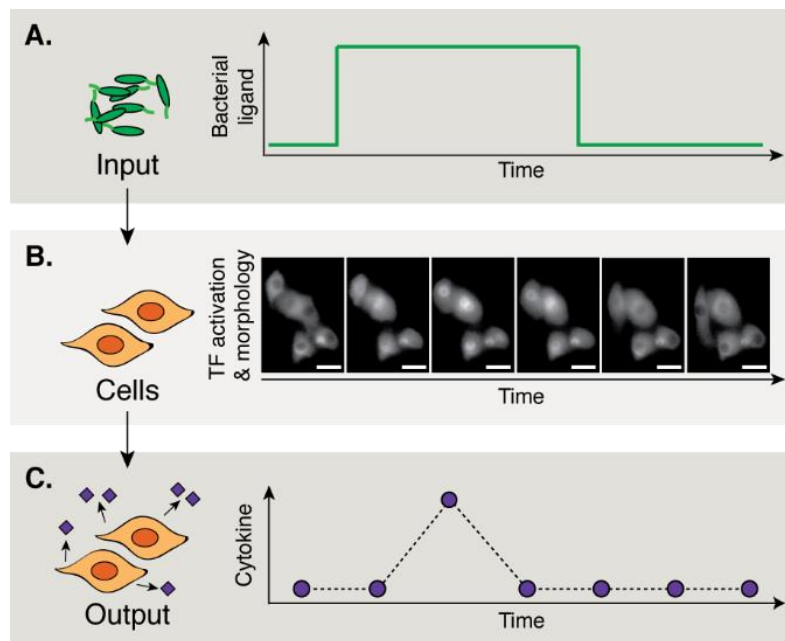 A.
Bacterial
ligand
Input
Time
B.
TF activation
& morphology
Cells
Time
C.
Cytokine
Output
Time